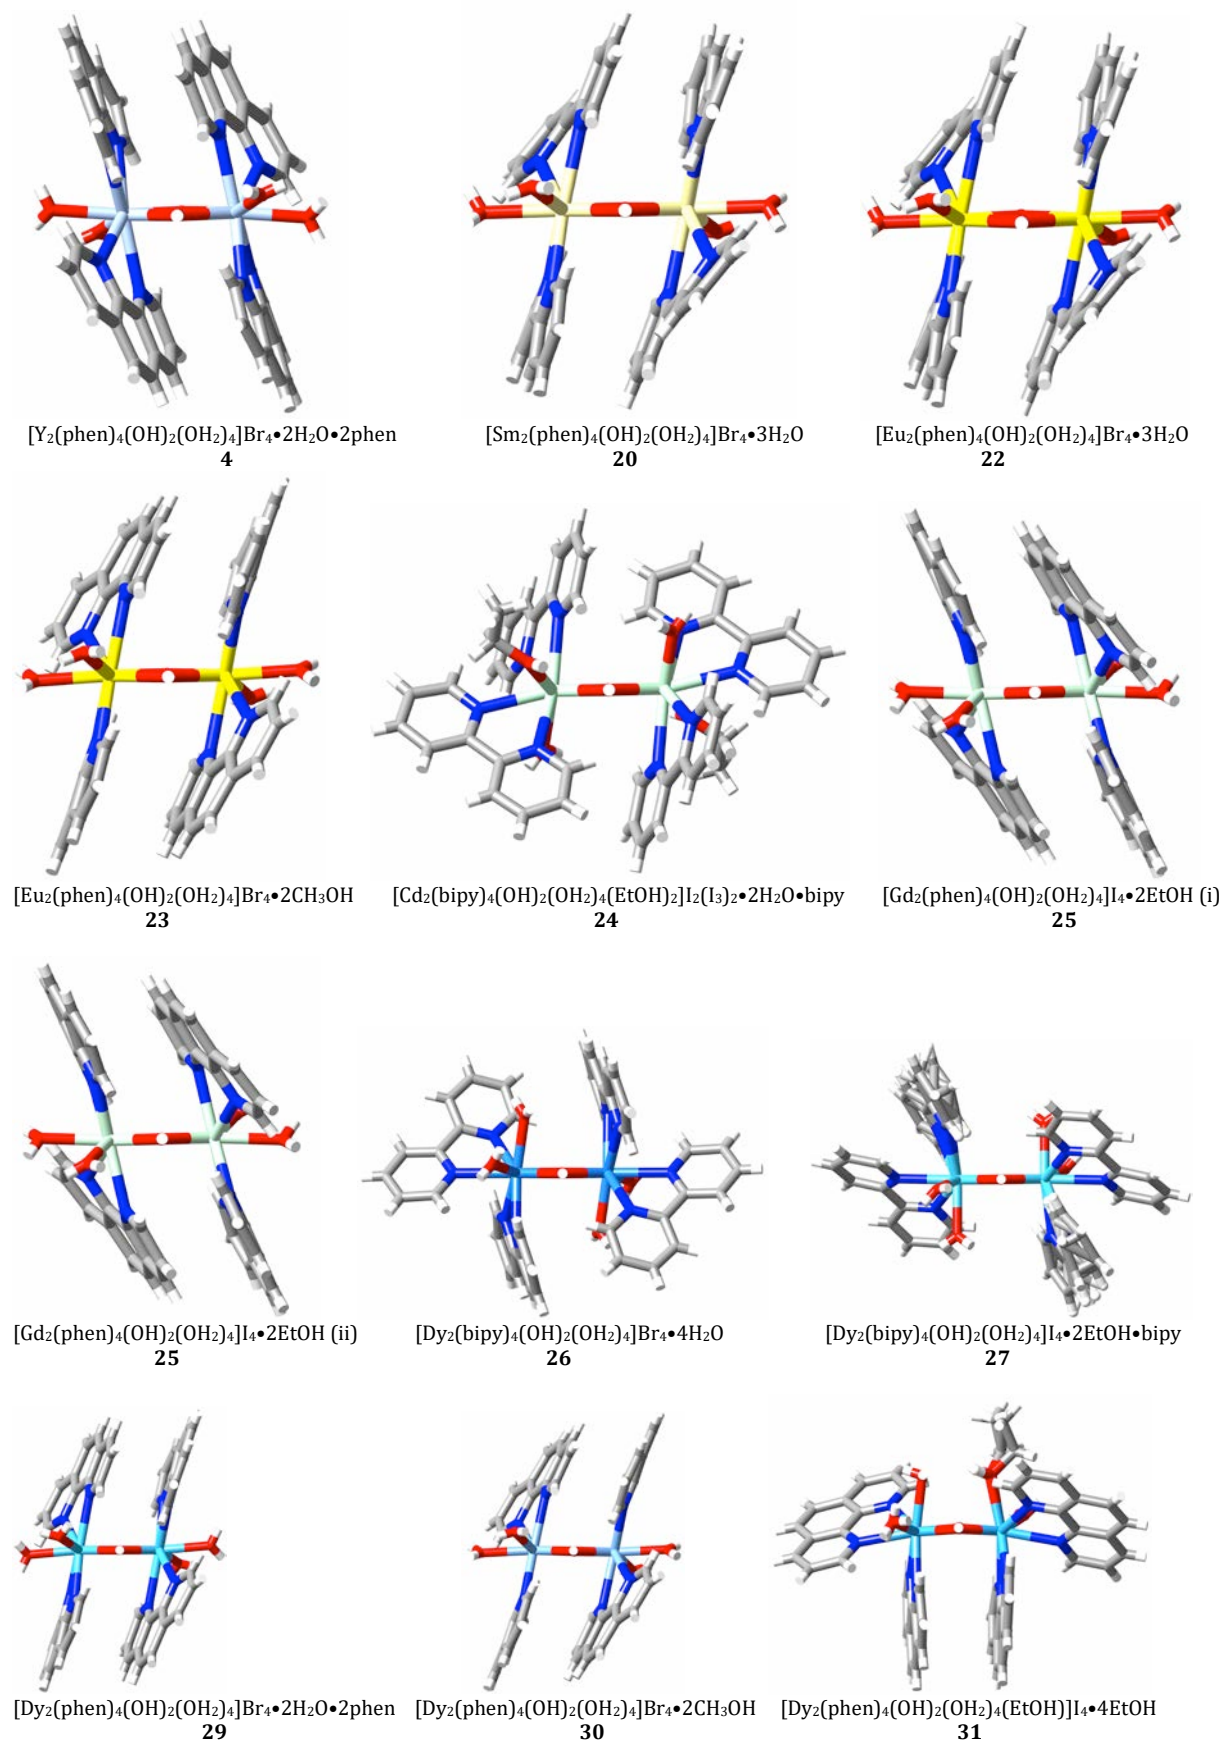 [Y₂(phen)₄(OH)₂(OH₂)₄]Br₄•2H₂O•2phen
4
[Sm₂(phen)₄(OH)₂(OH₂)₄]Br₄•3H₂O
20
[Eu₂(phen)₄(OH)₂(OH₂)₄]Br₄•3H₂O
22
[Eu₂(phen)₄(OH)₂(OH₂)₄]Br₄•2CH₃OH
23
[Cd₂(bipy)₄(OH)₂(OH₂)₄(EtOH)₂]I₂(I₃)₂•2H₂O•bipy
24
[Gd₂(phen)₄(OH)₂(OH₂)₄]I₄•2EtOH (i)
25
[Gd₂(phen)₄(OH)₂(OH₂)₄]I₄•2EtOH (ii)
25
[Dy₂(bipy)₄(OH)₂(OH₂)₄]Br₄•4H₂O
26
[Dy₂(bipy)₄(OH)₂(OH₂)₄]I₄•2EtOH•bipy
27
[Dy₂(phen)₄(OH)₂(OH₂)₄]Br₄•2H₂O•2phen
29
[Dy₂(phen)₄(OH)₂(OH₂)₄]Br₄•2CH₃OH
30
[Dy₂(phen)₄(OH)₂(OH₂)₄(EtOH)]I₄•4EtOH
31